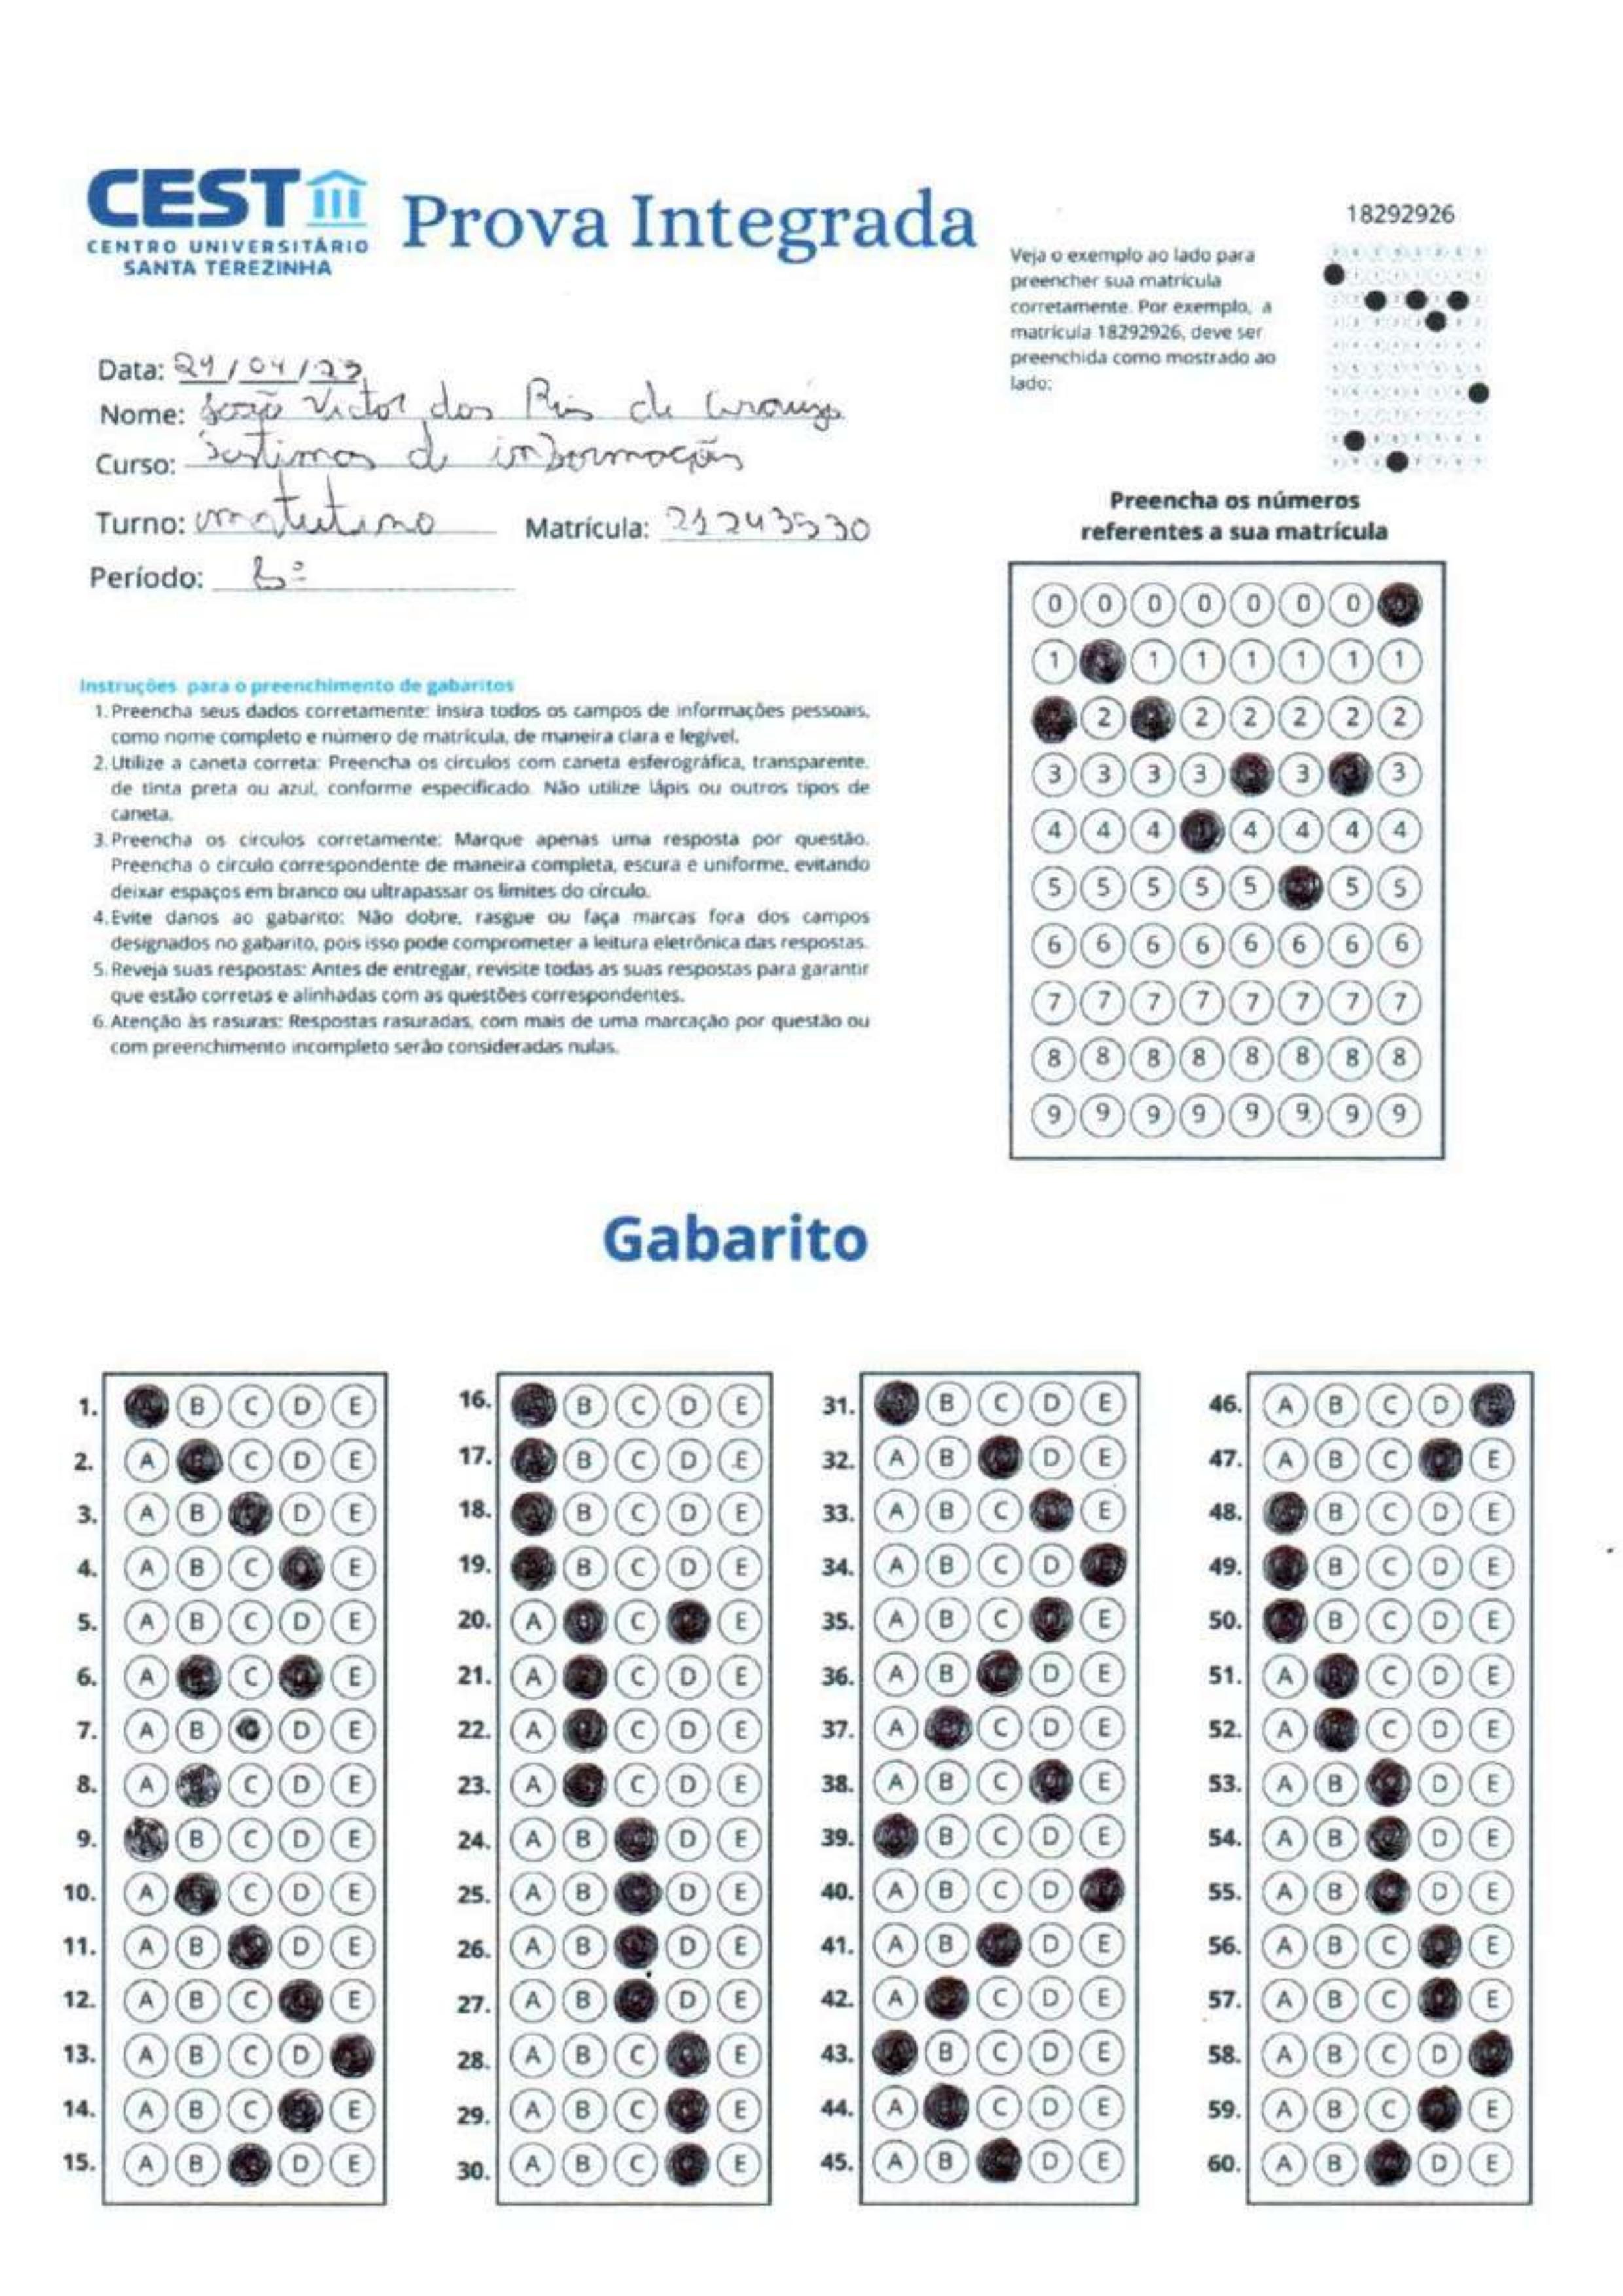 CEST
CENTRO UNIVERSITÁRIO
SANTA TEREZINHA
Prova Integrada
Data: 24/04/23
Nome: João Victor dos Reis de Araujo
Curso: Sistimas de informação
Turno: matutino Matrícula: 21243530
Período:
Veja o exemplo ao lado para
preencher sua matrícula
corretamente. Por exemplo, a
matrícula 18292926, deve ser
preenchida como mostrado ao
lado:
18292926
Preencha os números
referentes a sua matrícula
0 0 0 0 0 0 0
1 1 1 1 1 1 1
2 2 2 2 2 2
3 3 3 3 3 3
4 4 4 4 4 4 4
5 5 5 5 5 5 5
6 6 6 6 6 6 6 6
7 7 7 7 7 7 7 7
8 8 8 8 8 8 8 8
9 9 9 9 9 9 9 9
Instruções para o preenchimento de gabaritos
1. Preencha seus dados corretamente: Insira todos os campos de informações pessoais,
como nome completo e número de matrícula, de maneira clara e legível.
2. Utilize a caneta correta: Preencha os círculos com caneta esferográfica, transparente,
de tinta preta ou azul, conforme especificado. Não utilize lápis ou outros tipos de
caneta.
3. Preencha os círculos corretamente: Marque apenas uma resposta por questão.
Preencha o círculo correspondente de maneira completa, escura e uniforme, evitando
deixar espaços em branco ou ultrapassar os limites do círculo.
4. Evite danos ao gabarito: Não dobre, rasgue ou faça marcas fora dos campos
designados no gabarito, pois isso pode comprometer a leitura eletrônica das respostas.
5. Reveja suas respostas: Antes de entregar, revisite todas as suas respostas para garantir
que estão corretas e alinhadas com as questões correspondentes.
6. Atenção às rasuras: Respostas rasuradas, com mais de uma marcação por questão ou
com preenchimento incompleto serão consideradas nulas.
Gabarito
1. B C D E
2. A C D E
3. A B D E
4. A B C E
5. A B C D E
6. A C E
7. A B D E
8. A C D E
9. B C D E
10. A C D E
11. A B D E
12. A B C E
13. A B C D
14. A B C E
15. A B D E
16. B C D E
17. B C D E
18. B C D E
19. B C D E
20. A C E
21. A C D E
22. A C D E
23. A C D E
24. A B D E
25. A B D E
26. A B D E
27. A B D E
28. A B C E
29. A B C E
30. A B C E
31. B C D E
32. A B D E
33. A B C E
34. A B C D
35. A B C E
36. A B D E
37. A C D E
38. A B C E
39. B C D E
40. A B C D
41. A B D E
42. A C D E
43. B C D E
44. A C D E
45. A B D E
46. A B C D
47. A B C E
48. B C D E
49. B C D E
50. B C D E
51. A C D E
52. A C D E
53. A B D E
54. A B D E
55. A B D E
56. A B C E
57. A B C E
58. A B C D
59. A B C E
60. A B D E